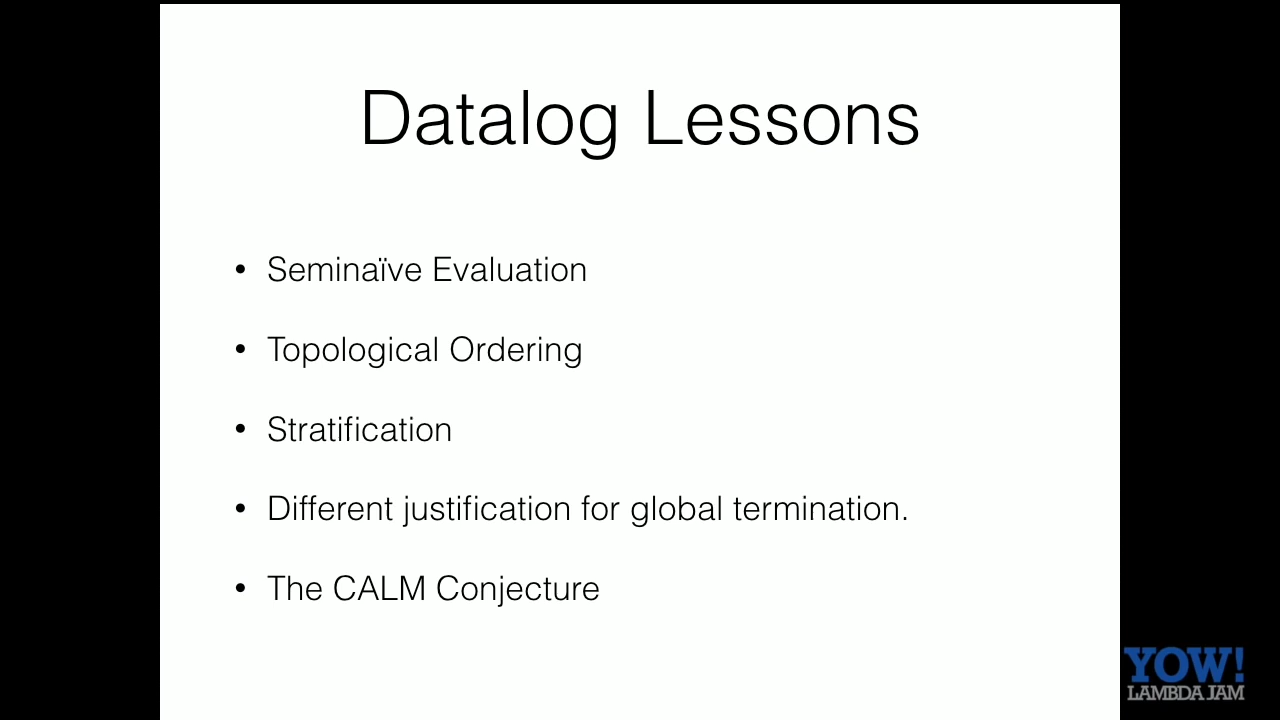 Datalog Lessons
• Seminaïve Evaluation
• Topological Ordering
• Stratification
• Different justification for global termination.
• The CALM Conjecture
YOW!
LAMBDA JAM